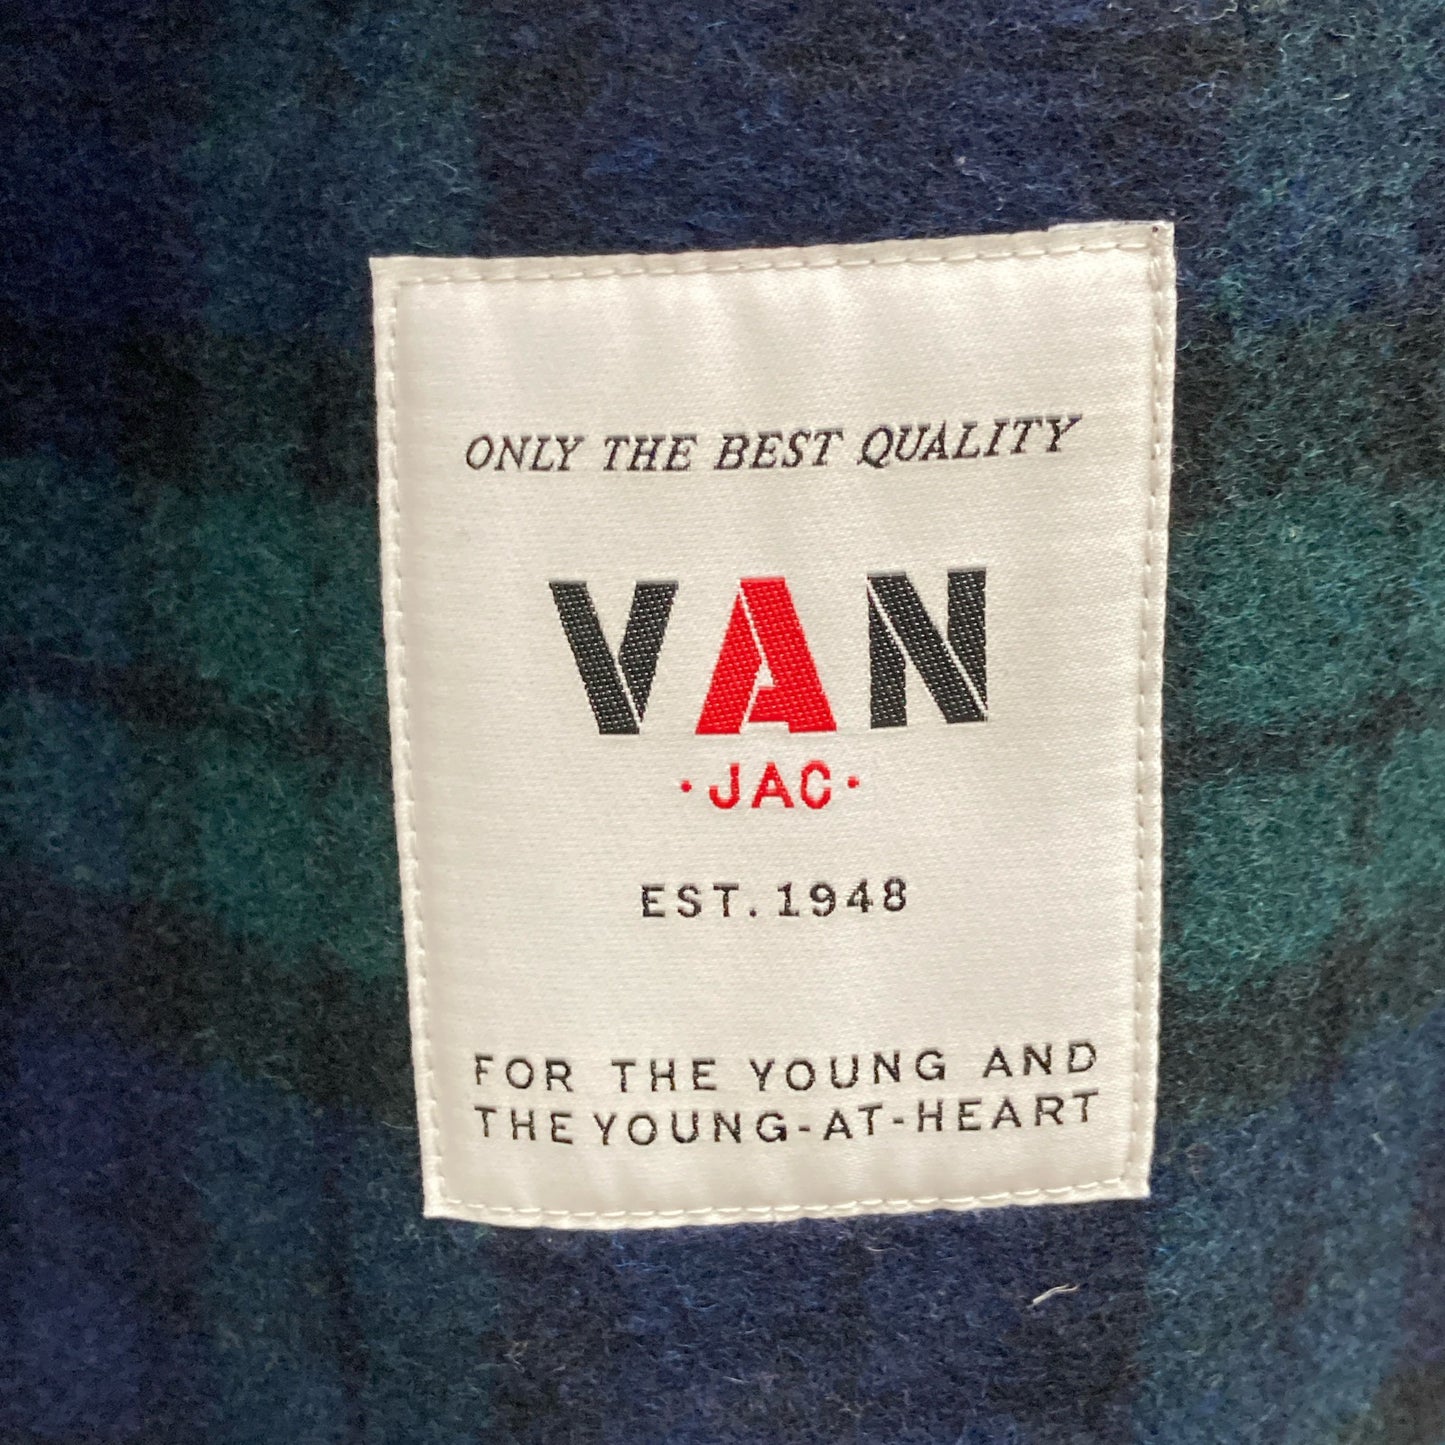 ONLY THE BEST QUALITY
VAN
·JAC·
EST. 1948
FOR THE YOUNG AND
THE YOUNG-AT-HEART